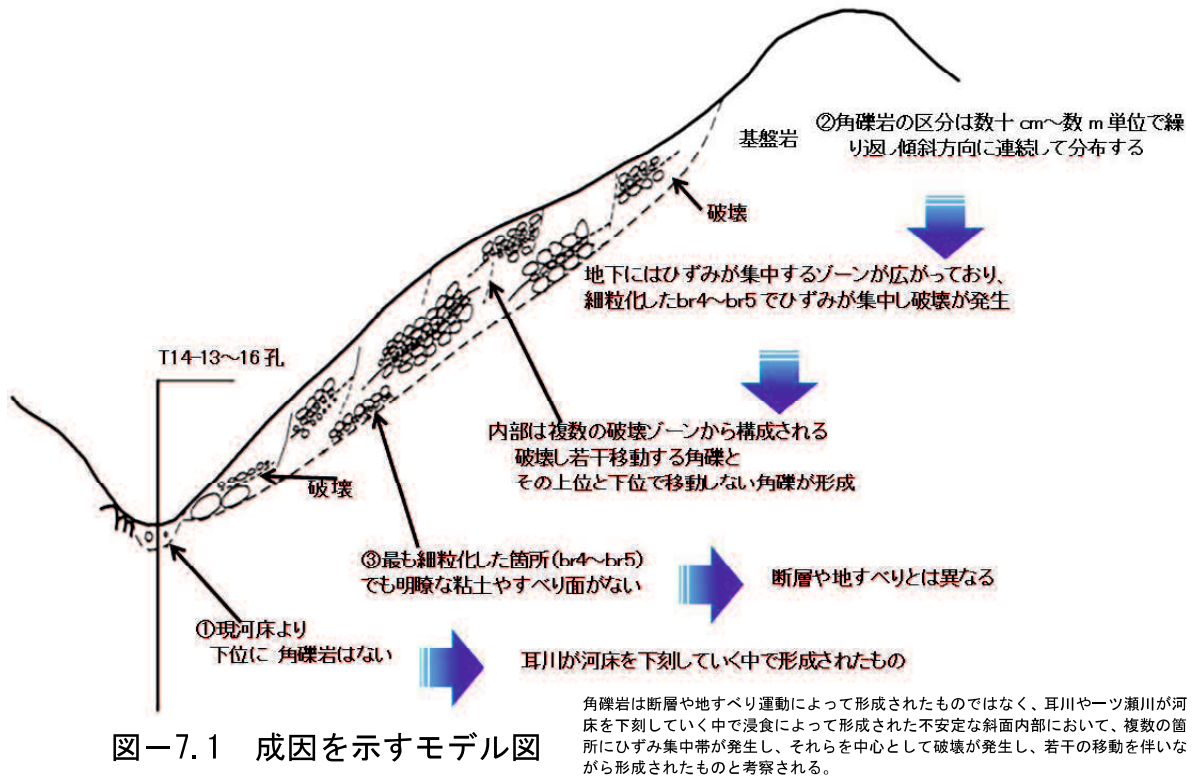 基盤岩
②角礫岩の区分は数十cm～数m単位で繰
り返し傾斜方向に連続して分布する
破壊
地下にはひずみが集中するゾーンが広がっており、
細粒化したbr4～br5でひずみが集中し破壊が発生
T14-13～16孔
内部は複数の破壊ゾーンから構成される
破壊し若干移動する角礫と
その上位と下位で移動しない角礫が形成
破壊
③最も細粒化した箇所(br4～br5)
でも明瞭な粘土やすべり面がない
断層や地すべりとは異なる
①現河床より
下位に 角礫岩はない
耳川が河床を下刻していく中で形成されたもの
角礫岩は断層や地すべり運動によって形成されたものではなく、耳川や一ツ瀬川が河
床を下刻していく中で浸食によって形成された不安定な斜面内部において、複数の箇
所にひずみ集中帯が発生し、それらを中心として破壊が発生し、若干の移動を伴いな
がら形成されたものと考察される。
図－7.1 成因を示すモデル図